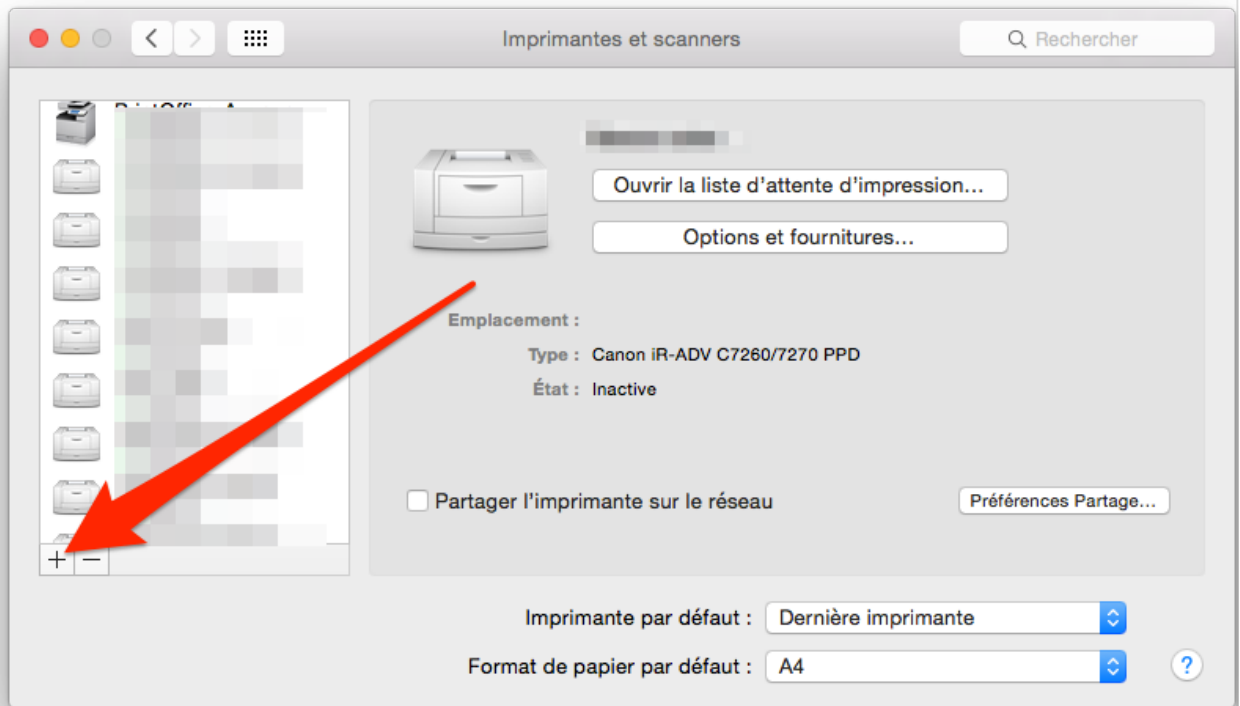 Imprimantes et scanners
Rechercher
Ouvrir la liste d'attente d'impression...
Options et fournitures...
Emplacement :
Type : Canon iR-ADV C7260/7270 PPD
État : Inactive
Partager l'imprimante sur le réseau
Préférences Partage...
+ −
Imprimante par défaut : Dernière imprimante
Format de papier par défaut : A4
?